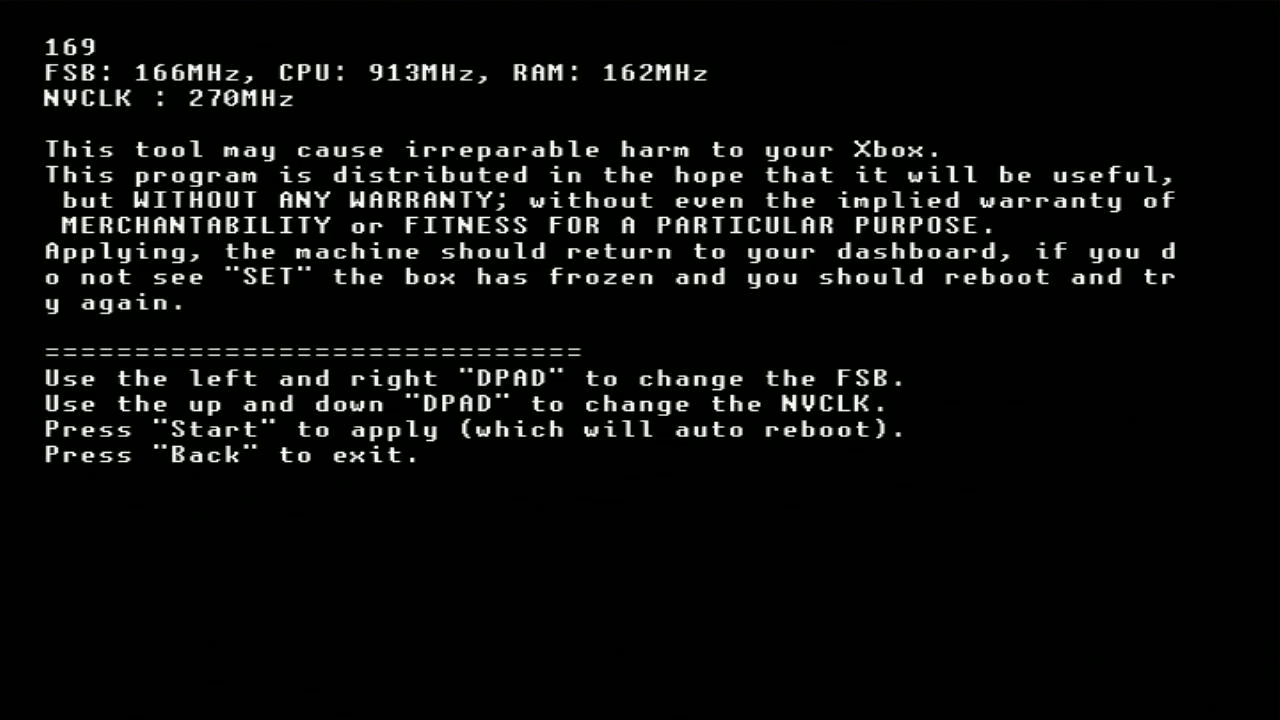 169
FSB: 166MHz, CPU: 913MHz, RAM: 162MHz
NVCLK : 270MHz
This tool may cause irreparable harm to your Xbox.
This program is distributed in the hope that it will be useful,
but WITHOUT ANY WARRANTY; without even the implied warranty of
MERCHANTABILITY or FITNESS FOR A PARTICULAR PURPOSE.
Applying, the machine should return to your dashboard, if you d
o not see "SET" the box has frozen and you should reboot and tr
y again.
==============================
Use the left and right "DPAD" to change the FSB.
Use the up and down "DPAD" to change the NVCLK.
Press "Start" to apply (which will auto reboot).
Press "Back" to exit.